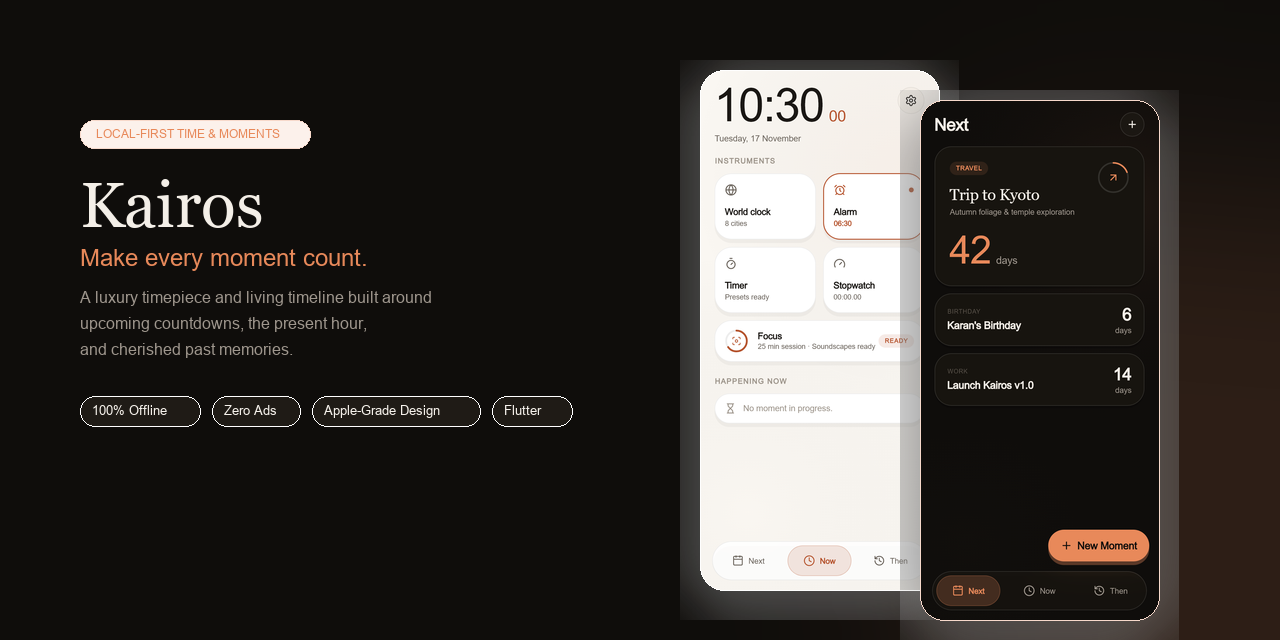 LOCAL-FIRST TIME & MOMENTS
Kairos
Make every moment count.
A luxury timepiece and living timeline built around
upcoming countdowns, the present hour,
and cherished past memories.
100% Offline
Zero Ads
Apple-Grade Design
Flutter
10:30 00
Tuesday, 17 November
INSTRUMENTS
World clock
8 cities
Alarm
06:30
Timer
Presets ready
Stopwatch
00:00.00
Focus
25 min session · Soundscapes ready
READY
HAPPENING NOW
No moment in progress.
Next
Now
Then
Next
TRAVEL
Trip to Kyoto
Autumn foliage & temple exploration
42 days
BIRTHDAY
Karan's Birthday
6
days
WORK
Launch Kairos v1.0
14
days
+ New Moment
Next
Now
Then